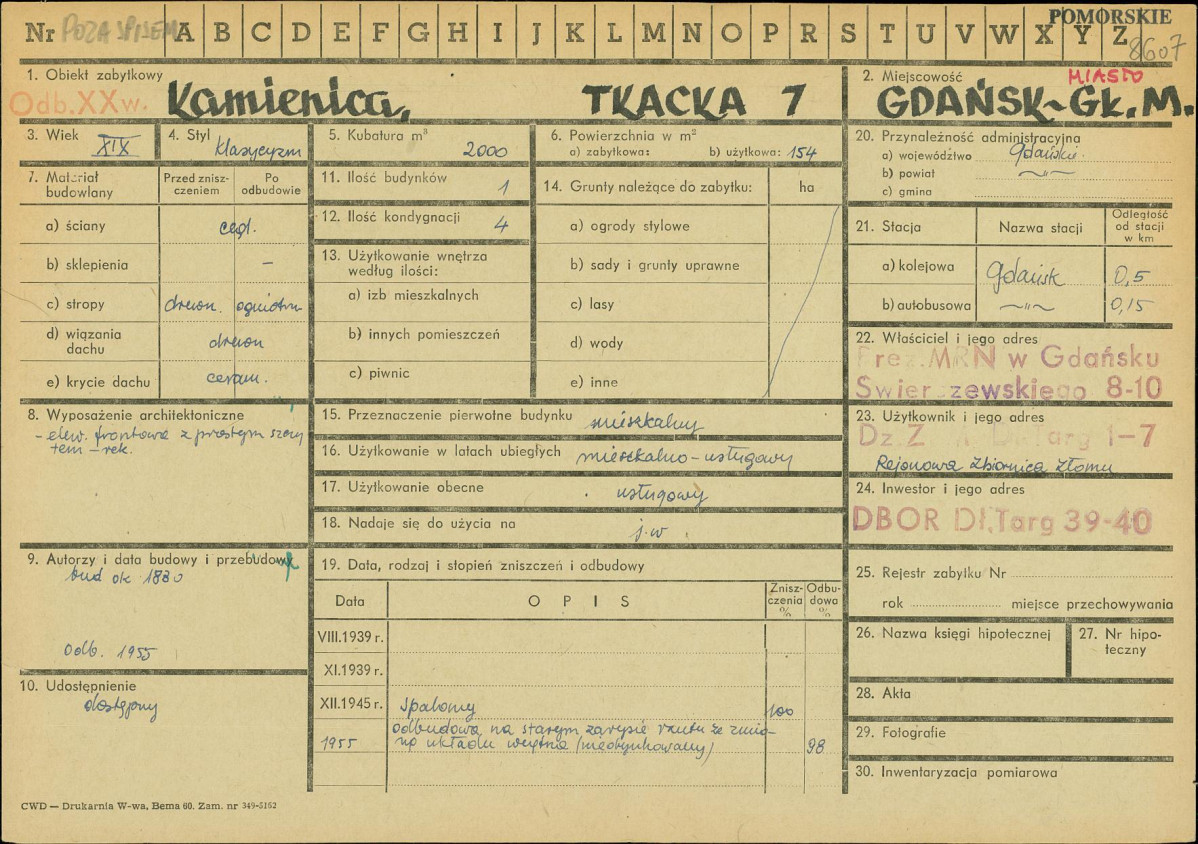 Nr POZA SPISEM A B C D E F G H I J K L M N O P R S T U V W X Y Z
POMORSKIE
8607
1. Obiekt zabytkowy
Odb. XX w.
Kamienica, TKACKA 7
2. Miejscowość
MIASTO
GDAŃSK~GŁ.M.
3. Wiek XIX
4. Styl klasycyzm
5. Kubatura m³ 2000
6. Powierzchnia w m²
a) zabytkowa: b) użytkowa: 154
7. Materiał budowlany
Przed zniszczeniem
Po odbudowie
a) ściany cegl.
b) sklepienia –
c) stropy drewn. ogniotrw
d) wiązania dachu drewn
e) krycie dachu ceram.
8. Wyposażenie architektoniczne
- elew. frontowa z prostym szczy
tem – rek.
9. Autorzy i data budowy i przebudowy
bud ok. 1880
odb. 1955
10. Udostępnienie
dostępny
11. Ilość budynków 1
12. Ilość kondygnacji 4
13. Użytkowanie wnętrza
według ilości:
a) izb mieszkalnych
b) innych pomieszczeń
c) piwnic
14. Grunty należące do zabytku: ha
a) ogrody stylowe
b) sady i grunty uprawne
c) lasy
d) wody
e) inne
15. Przeznaczenie pierwotne budynku mieszkalny
16. Użytkowanie w latach ubiegłych mieszkalno-usługowy
17. Użytkowanie obecne usługowy
18. Nadaje się do użycia na j.w.
19. Data, rodzaj i stopień zniszczeń i odbudowy
Data
OPIS
Zniszczenia %
Odbudowa %
VIII.1939 r.
XI.1939 r.
XII.1945 r. spalony 100
odbudowa na starym zarysie rzutu ze zmia-
1955 ną układu wnętrza (nieotynkowany) 98
20. Przynależność administracyjna
a) województwo gdańskie
b) powiat —〃—
c) gmina
21. Stacja
Nazwa stacji
Odległość od stacji w km
a) kolejowa Gdańsk 0,5
b) autobusowa —〃— 0,15
22. Właściciel i jego adres
Prez. MRN w Gdańsku
Swierczewskiego 8-10
23. Użytkownik i jego adres
Targ 1-7
Rejonowa Zbiornica Złomu
24. Inwestor i jego adres
DBOR Dł. Targ 39-40
25. Rejestr zabytku Nr
rok miejsce przechowywania
26. Nazwa księgi hipotecznej
27. Nr hipoteczny
28. Akta
29. Fotografie
30. Inwentaryzacja pomiarowa
CWD — Drukarnia W-wa, Bema 60. Zam. nr 349-5162